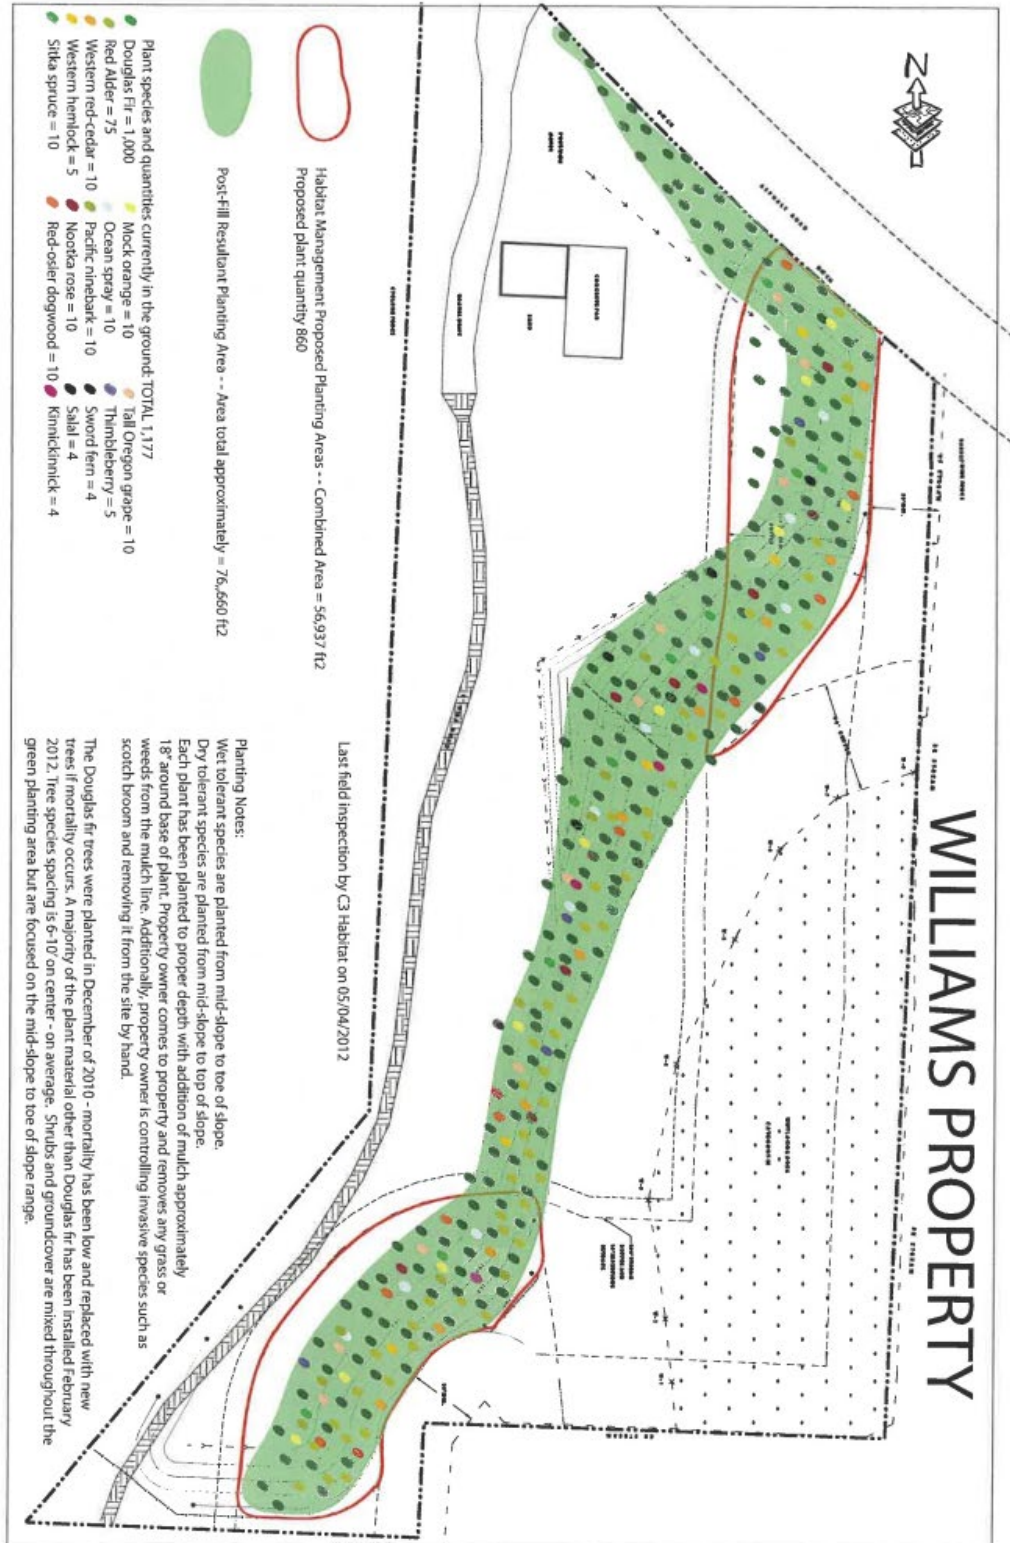 WILLIAMS PROPERTY
N
Habitat Management Proposed Planting Areas - - Combined Area = 56,937 ft2
Proposed plant quantity 860
Post-Fill Resultant Planting Area - - Area total approximately = 76,,660 ft2
Plant species and quantities currently in the ground: TOTAL 1,177
Douglas Fir = 1,000
Red Alder = 75
Western red-cedar = 10
Western hemlock = 5
Sitka spruce = 10
Mock orange = 10
Ocean spray = 10
Pacific ninebark = 10
Nootka rose = 10
Red-osier dogwood = 10
Tall Oregon grape = 10
Thimbleberry = 5
Sword fern = 4
Salal = 4
Kinnickinnick = 4
Last field inspection by C3 Habitat on 05/04/2012
Planting Notes:
Wet tolerant species are planted from mid-slope to toe of slope.
Dry tolerant species are planted from mid-slope to top of slope.
Each plant has been planted to proper depth with addition of mulch approximately
18" around base of plant. Property owner comes to property and removes any grass or
weeds from the mulch line. Additionally, property owner is controlling invasive species such as
scotch broom and removing it from the site by hand.
The Douglas fir trees were planted in December of 2010 - mortality has been low and replaced with new
trees if mortality occurs. A majority of the plant material other than Douglas fir has been installed February
2012. Tree species spacing is 6-10' on center - on average. Shrubs and groundcover are mixed throughout the
green planting area but are focused on the mid-slope to toe of slope range.